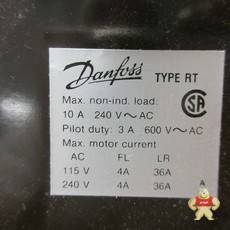 Danfoss TYPE RT
Max. non-ind. load:
10 A 240 V ~ AC
Pilot duty: 3 A 600 V ~ AC
Max. motor current
AC FL LR
115 V 4A 36A
240 V 4A 36A A
CSA